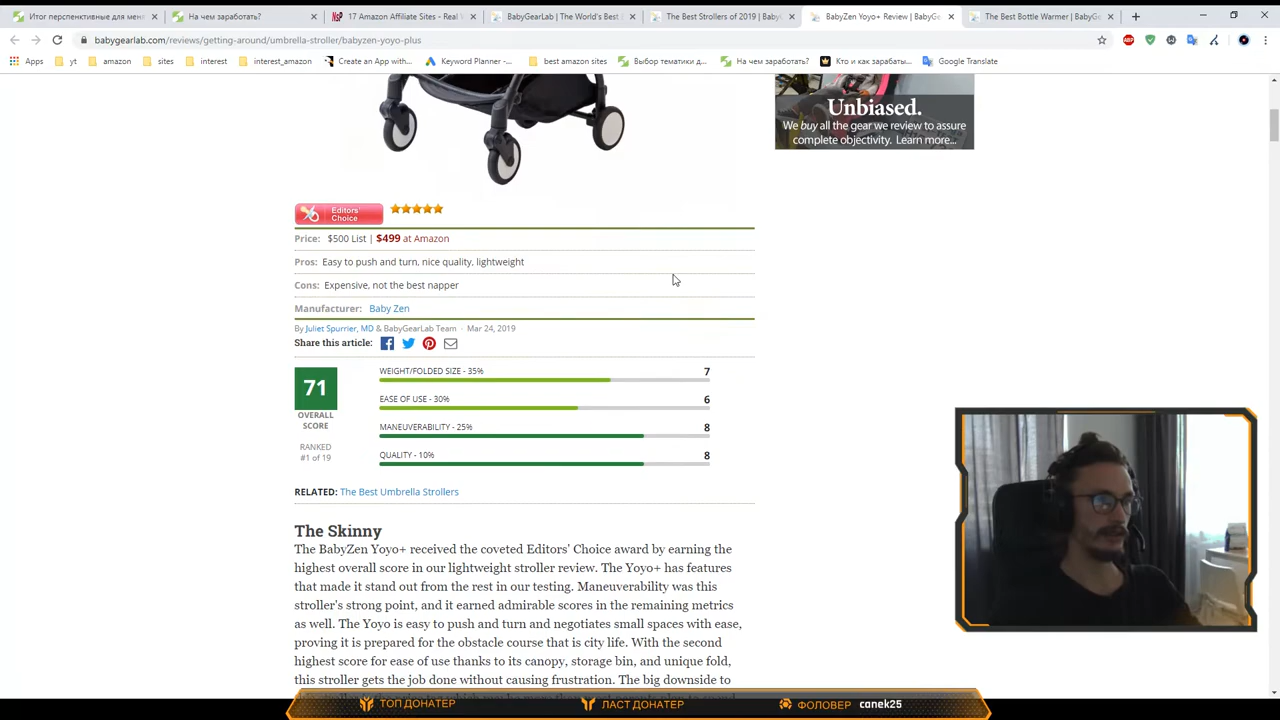 Итог перспективные для мен
На чем заработать?
17 Amazon Affiliate Sites - Real
BabyGearLab | The World's Best
The Best Strollers of 2019 | Baby
BabyZen Yoyo+ Review | BabyGe
The Best Bottle Warmer | BabyG
babygearlab.com/reviews/getting-around/umbrella-stroller/babyzen-yoyo-plus
Apps
yt
amazon
sites
interest
interest_amazon
Create an App with...
Keyword Planner -...
best amazon sites
Выбор тематики д...
На чем заработать?
Кто и как зарабаты...
Google Translate
Unbiased.
We buy all the gear we review to assure
complete objectivity. Learn more...
Editors' Choice
Price: $500 List | $499 at Amazon
Pros: Easy to push and turn, nice quality, lightweight
Cons: Expensive, not the best napper
Manufacturer: Baby Zen
By Juliet Spurrier, MD & BabyGearLab Team · Mar 24, 2019
Share this article:
71
OVERALL
SCORE
RANKED
#1 of 19
WEIGHT/FOLDED SIZE - 35% 7
EASE OF USE - 30% 6
MANEUVERABILITY - 25% 8
QUALITY - 10% 8
RELATED: The Best Umbrella Strollers
The Skinny
The BabyZen Yoyo+ received the coveted Editors' Choice award by earning the
highest overall score in our lightweight stroller review. The Yoyo+ has features
that made it stand out from the rest in our testing. Maneuverability was this
stroller's strong point, and it earned admirable scores in the remaining metrics
as well. The Yoyo is easy to push and turn and negotiates small spaces with ease,
proving it is prepared for the obstacle course that is city life. With the second
highest score for ease of use thanks to its canopy, storage bin, and unique fold,
this stroller gets the job done without causing frustration. The big downside to
ТОП ДОНАТЕР
ЛАСТ ДОНАТЕР
ФОЛОВЕР canek25